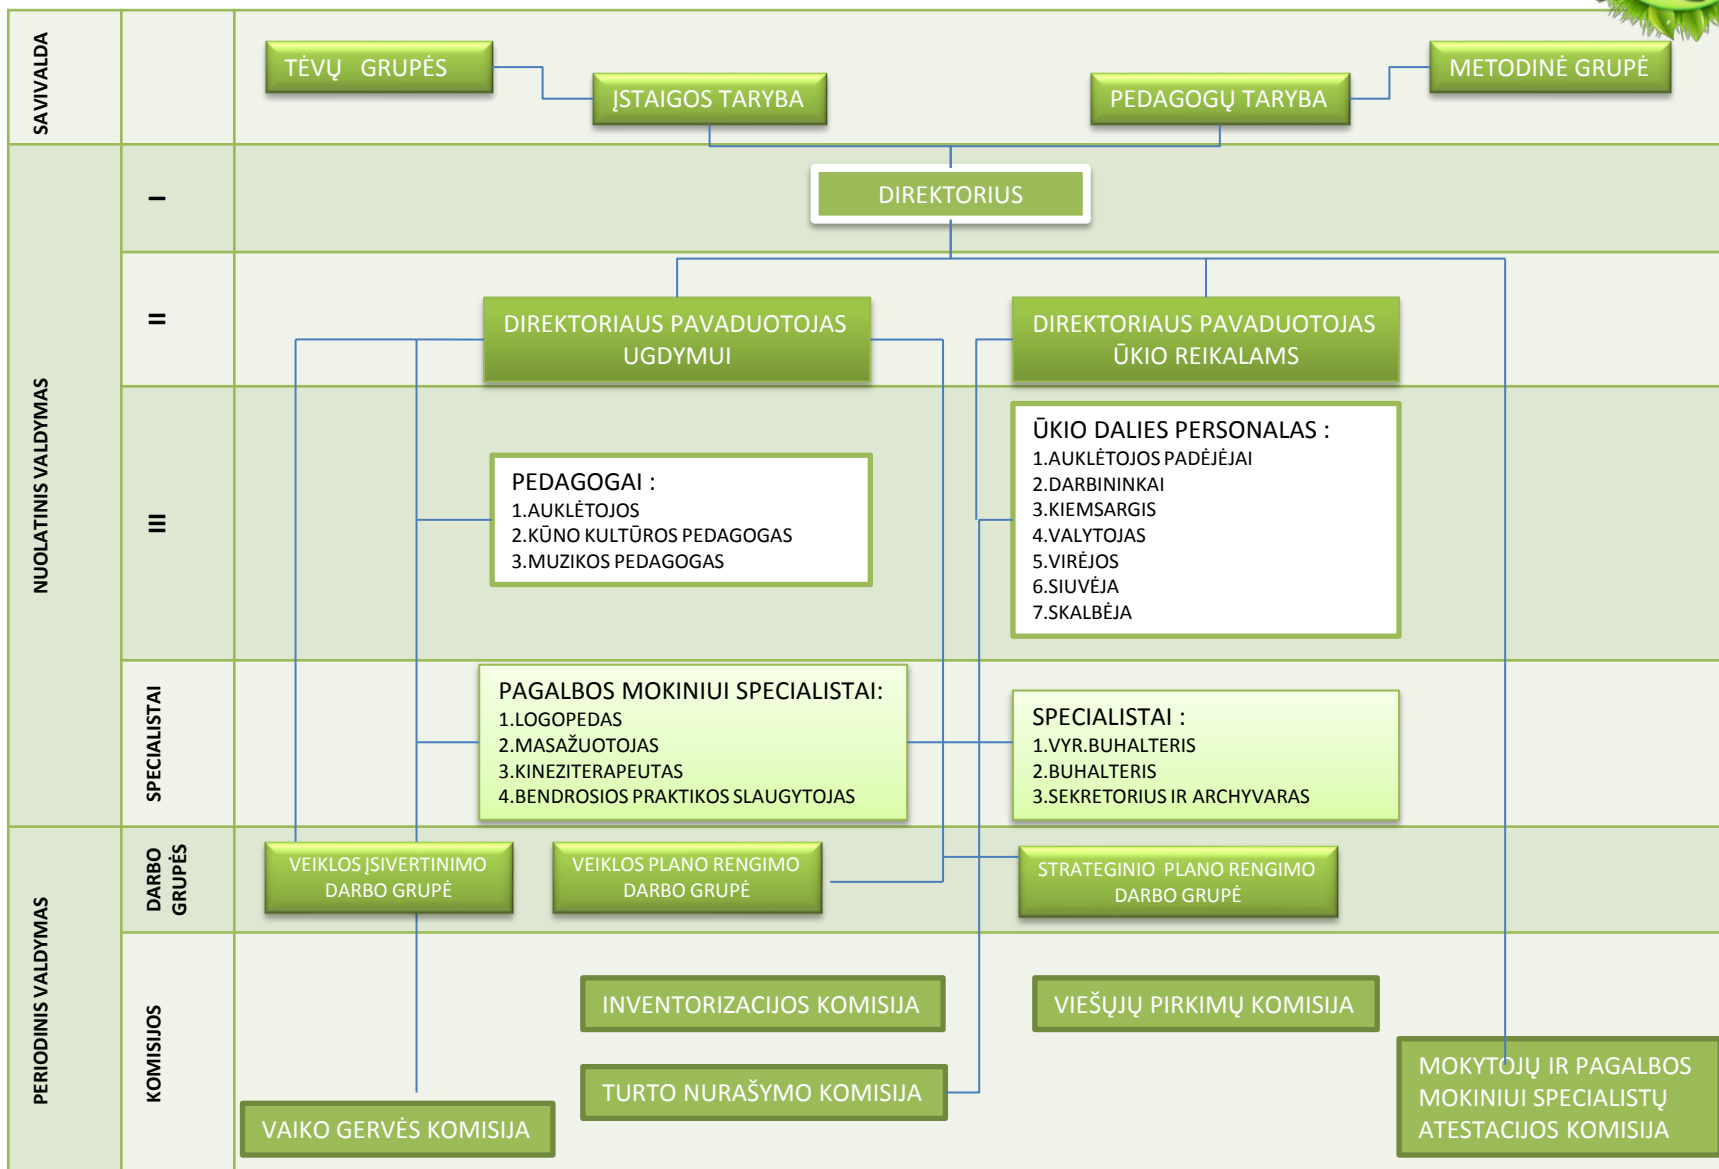 SAVIVALDA
TĖVŲ GRUPĖS
ĮSTAIGOS TARYBA
PEDAGOGŲ TARYBA
METODINĖ GRUPĖ
NUOLATINIS VALDYMAS
I
DIREKTORIUS
II
DIREKTORIAUS PAVADUOTOJAS
UGDYMUI
DIREKTORIAUS PAVADUOTOJAS
ŪKIO REIKALAMS
III
PEDAGOGAI :
1.AUKLĖTOJOS
2.KŪNO KULTŪROS PEDAGOGAS
3.MUZIKOS PEDAGOGAS
ŪKIO DALIES PERSONALAS :
1.AUKLĖTOJOS PADĖJĖJAI
2.DARBININKAI
3.KIEMSARGIS
4.VALYTOJAS
5.VIRĖJOS
6.SIUVĖJA
7.SKALBĖJA
SPECIALISTAI
PAGALBOS MOKINIUI SPECIALISTAI:
1.LOGOPEDAS
2.MASAŽUOTOJAS
3.KINEZITERAPEUTAS
4.BENDROSIOS PRAKTIKOS SLAUGYTOJAS
SPECIALISTAI :
1.VYR.BUHALTERIS
2.BUHALTERIS
3.SEKRETORIUS IR ARCHYVARAS
PERIODINIS VALDYMAS
DARBO
GRUPĖS
VEIKLOS ĮSIVERTINIMO
DARBO GRUPĖ
VEIKLOS PLANO RENGIMO
DARBO GRUPĖ
STRATEGINIO PLANO RENGIMO
DARBO GRUPĖ
KOMISIJOS
INVENTORIZACIJOS KOMISIJA
VIEŠŲJŲ PIRKIMŲ KOMISIJA
TURTO NURAŠYMO KOMISIJA
VAIKO GERVĖS KOMISIJA
MOKYTOJŲ IR PAGALBOS
MOKINIUI SPECIALISTŲ
ATESTACIJOS KOMISIJA